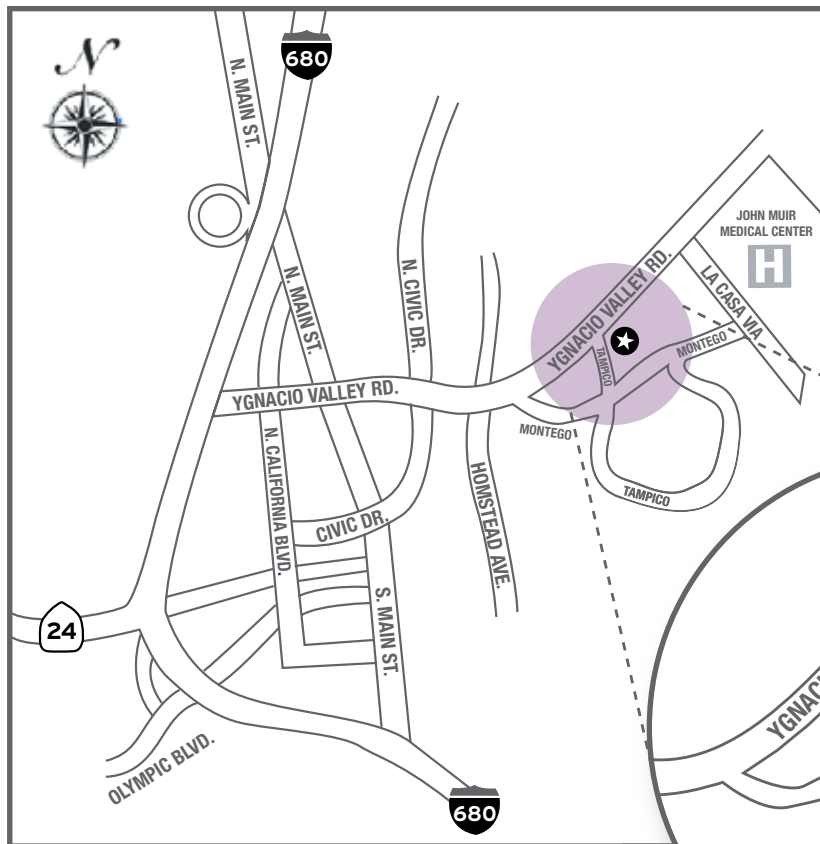 N
680
N. MAIN ST.
JOHN MUIR
MEDICAL CENTER
H
YGNACIO VALLEY RD.
LA CASA VIA
N. CIVIC DR.
N. MAIN ST.
MONTEGO
TAMPICO
YGNACIO VALLEY RD.
MONTEGO
N. CALIFORNIA BLVD.
HOMSTEAD AVE.
TAMPICO
CIVIC DR.
S. MAIN ST.
24
YGNACI
OLYMPIC BLVD.
680